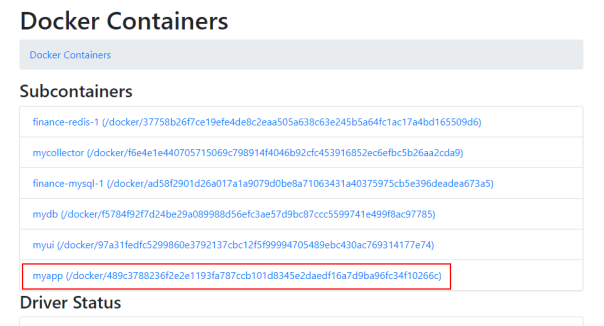 Docker Containers
Docker Containers
Subcontainers
finance-redis-1 (/docker/37758b26f7ce19efe4de8c2eaa505a638c63e245b5a64fc1ac17a4bd165509d6)
mycollector (/docker/f6e4e1e440705715069c798914f4046b92cfc453916852ec6efbc5b26aa2cda9)
finance-mysql-1 (/docker/ad58f2901d26a017a1a9079d0be8a71063431a40375975cb5e396deadea673a5)
mydb (/docker/f5784f92f7d24be29a089988d56efc3ae57d9bc87ccc5599741e499f8ac97785)
myui (/docker/97a31fedfc5299860e3792137cbc12f5f99994705489ebc430ac769314177e74)
myapp (/docker/489c3788236f2e2e1193fa787ccb101d8345e2daedf16a7d9ba96fc34f10266c)
Driver Status